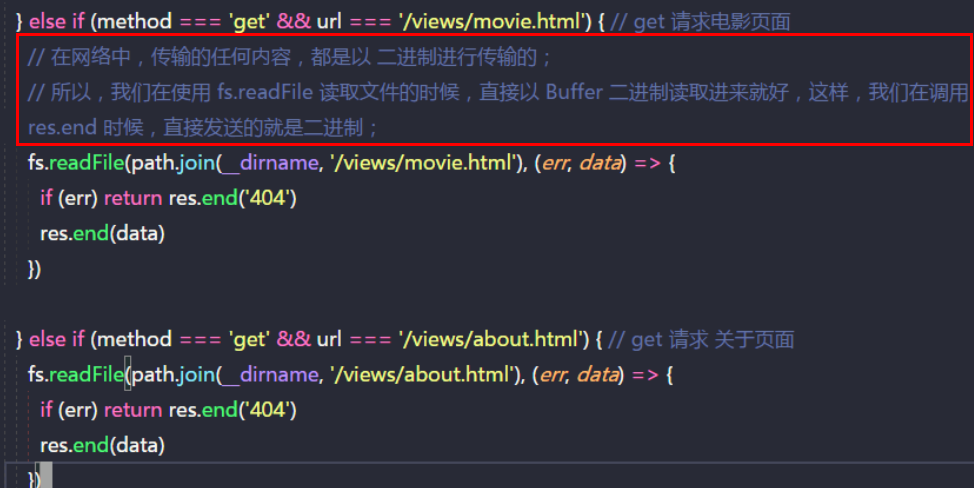 } else if (method === 'get' && url === '/views/movie.html') { // get 请求电影页面
// 在网络中，传输的任何内容，都是以 二进制进行传输的；
// 所以，我们在使用 fs.readFile 读取文件的时候，直接以 Buffer 二进制读取进来就好，这样，我们在调用
res.end 时候，直接发送的就是二进制；
fs.readFile(path.join(__dirname, '/views/movie.html'), (err, data) => {
if (err) return res.end('404')
res.end(data)
})
} else if (method === 'get' && url === '/views/about.html') { // get 请求 关于页面
fs.readFile(path.join(__dirname, '/views/about.html'), (err, data) => {
if (err) return res.end('404')
res.end(data)
})